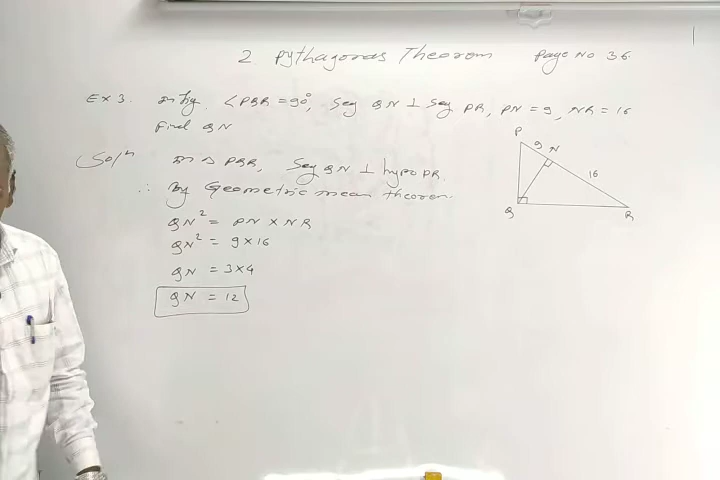 2 Pythagoras Theorom Page No 36.
Ex 3. In fig. ∠PQR = 90°, Seg QN ⊥ Seg PR, PN = 9, NR = 16
Find QN
Solⁿ In △ PQR, Seg QN ⊥ hypo PR.
∴ By Geometric mean theorem.
QN² = PN × NR
QN² = 9 × 16
QN = 3×4
QN = 12
P
9 N
16
Q
R